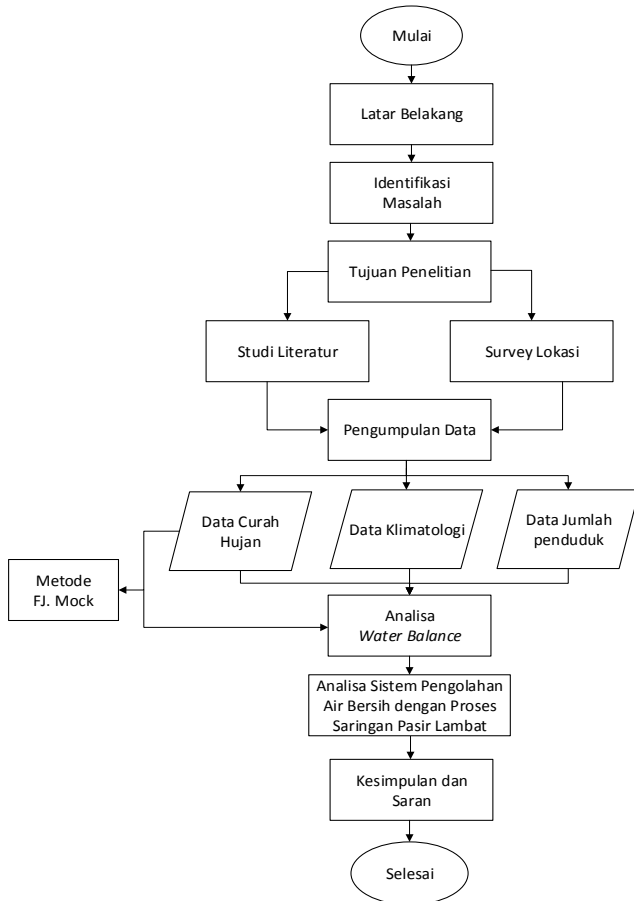 Mulai
Latar Belakang
Identifikasi
Masalah
Tujuan Penelitian
Studi Literatur
Survey Lokasi
Pengumpulan Data
Data Curah
Hujan
Data Klimatologi
Data Jumlah
penduduk
Metode
FJ. Mock
Analisa
Water Balance
Analisa Sistem Pengolahan
Air Bersih dengan Proses
Saringan Pasir Lambat
Kesimpulan dan
Saran
Selesai